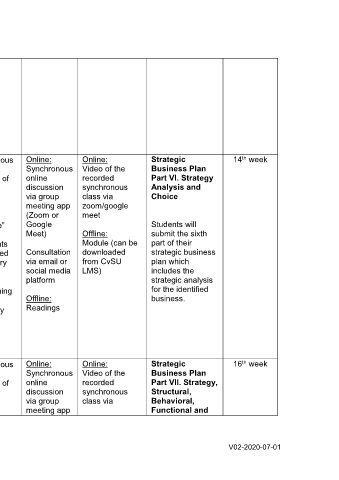 ous
of
e"
nts
ed
ry
ning
y
Online:
Synchronous
online
discussion
via group
meeting app
(Zoom or
Google
Meet)
Consultation
via email or
social media
platform
Offline:
Readings
Online:
Video of the
recorded
synchronous
class via
zoom/google
meet
Offline:
Module (can be
downloaded
from CvSU
LMS)
Strategic
Business Plan
Part VI. Strategy
Analysis and
Choice
Students will
submit the sixth
part of their
strategic business
plan which
includes the
strategic analysis
for the identified
business.
14th week
ous
of
Online:
Synchronous
online
discussion
via group
meeting app
Online:
Video of the
recorded
synchronous
class via
Strategic
Business Plan
Part VII. Strategy,
Structural,
Behavioral,
Functional and
16th week
V02-2020-07-01